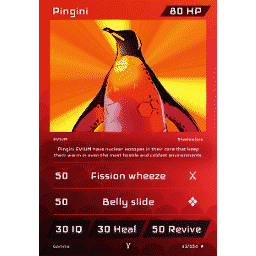 Pingini 80 HP
EVIUM
Pingini EVIUM have nuclear isotopes in their core that keep
them warm in even the most hostile and coldest environments
50 Fission wheeze
50 Belly slide
30 IQ 30 Heal 50 Revive